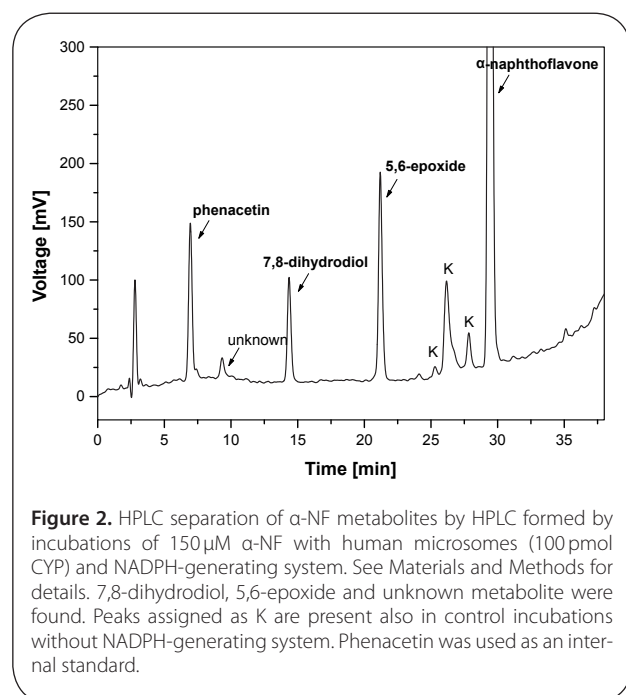 300
250
200
150
100
50
0
Voltage [mV]
phenacetin
unknown
7,8-dihydrodiol
5,6-epoxide
K
K
K
α-naphthoflavone
0 5 10 15 20 25 30 35
Time [min]
Figure 2. HPLC separation of α-NF metabolites by HPLC formed by
incubations of 150 µM α-NF with human microsomes (100 pmol
CYP) and NADPH-generating system. See Materials and Methods for
details. 7,8-dihydrodiol, 5,6-epoxide and unknown metabolite were
found. Peaks assigned as K are present also in control incubations
without NADPH-generating system. Phenacetin was used as an inter-
nal standard.